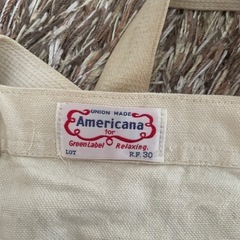 UNION MADE
Americana
for
GreenLabel Relaxing.
LOT R.F. 30